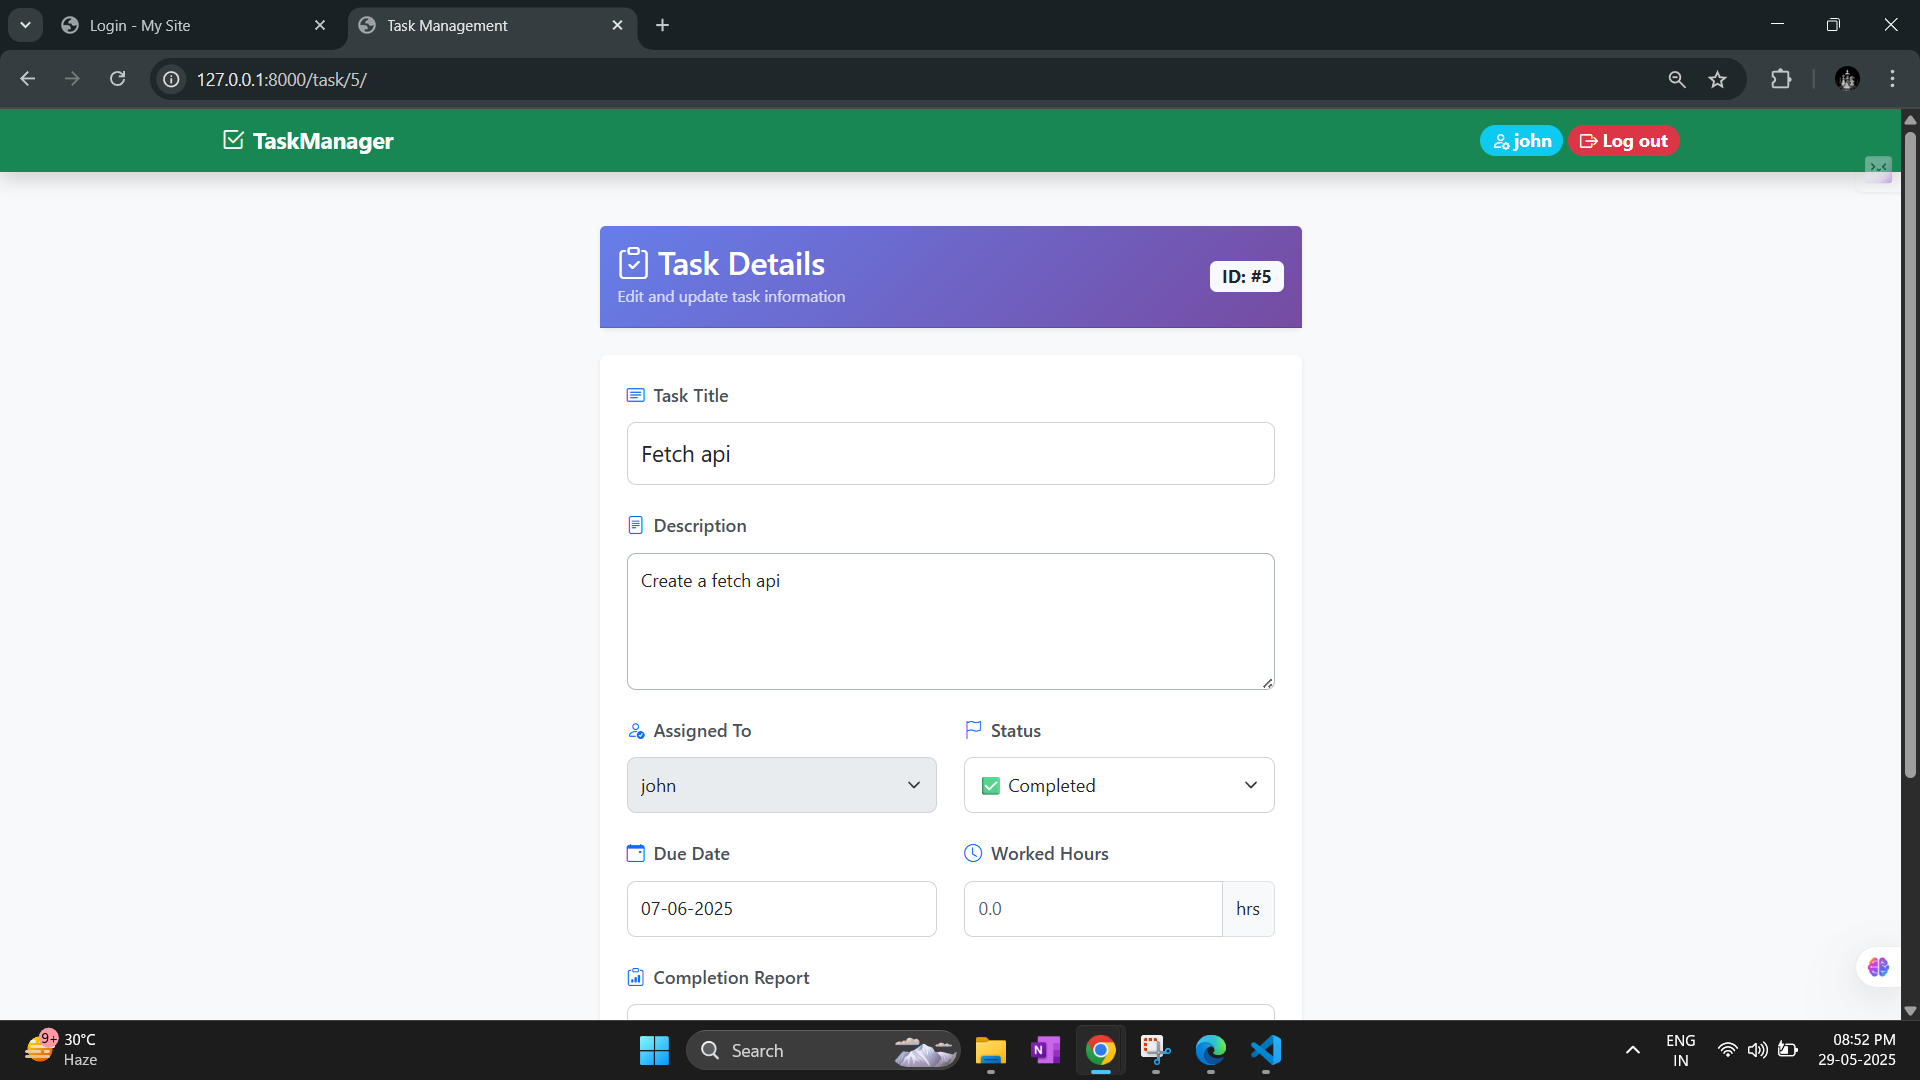 Login - My Site
Task Management
127.0.0.1:8000/task/5/
TaskManager
john
Log out
Task Details
Edit and update task information
ID: #5
Task Title
Fetch api
Description
Create a fetch api
Assigned To
Status
john
✅ Completed
Due Date
Worked Hours
07-06-2025
0.0
hrs
Completion Report
9+
30°C
Haze
Search
N
ENG
IN
08:52 PM
29-05-2025